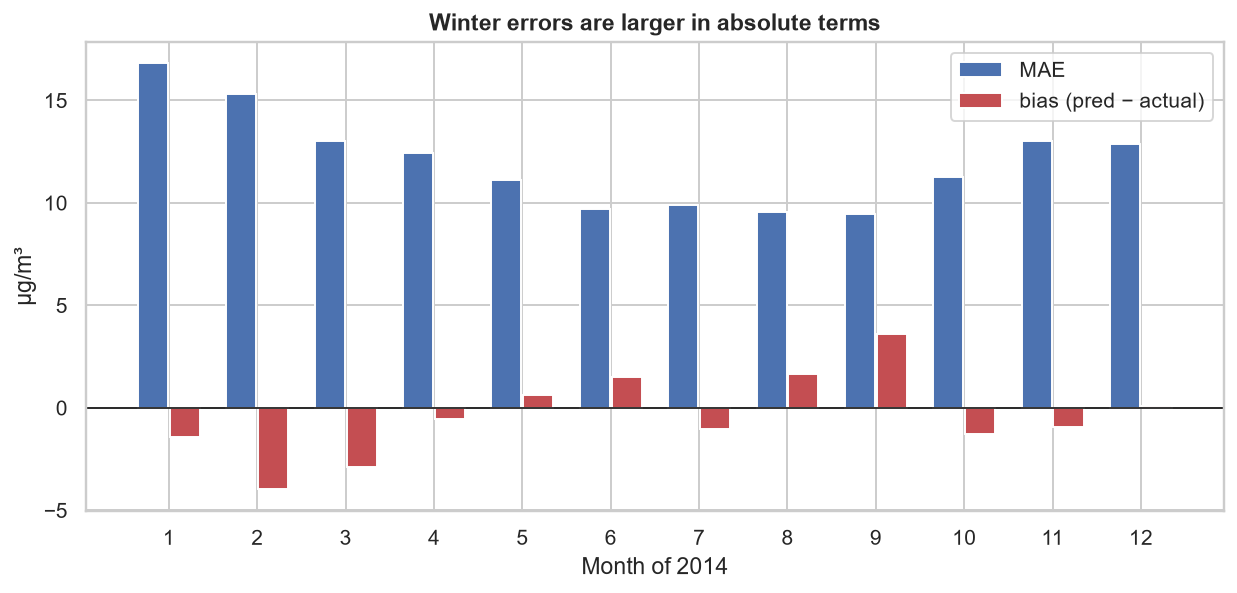 Winter errors are larger in absolute terms
MAE
bias (pred − actual)
µg/m³
15
10
5
0
−5
1 2 3 4 5 6 7 8 9 10 11 12
Month of 2014